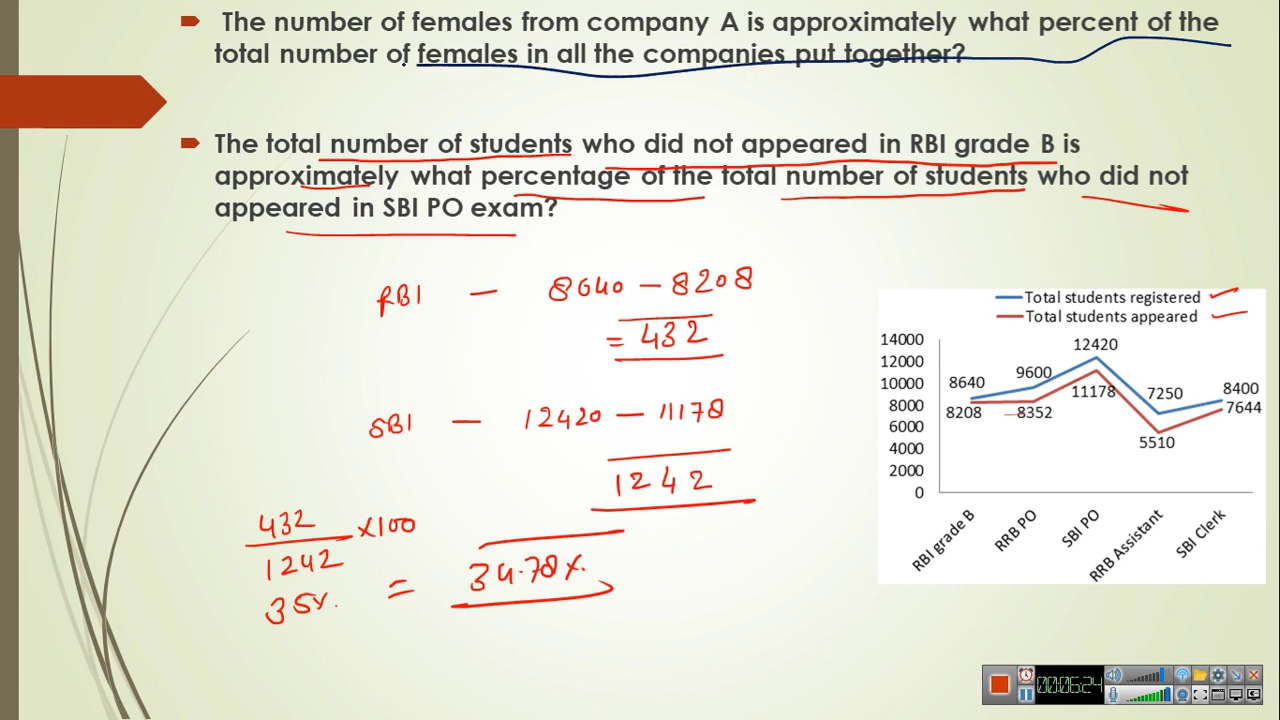 The number of females from company A is approximately what percent of the
total number of females in all the companies put together?
The total number of students who did not appeared in RBI grade B is
approximately what percentage of the total number of students who did not
appeared in SBI PO exam?
RBI - 8640 - 8208
= 432
SBI - 12420 - 11178
1242
432
1242
×100
35%.
= 34.78%.
Total students registered
Total students appeared
14000
12000
10000
8000
6000
4000
2000
0
8640
9600
12420
7250
8400
8208
8352
11178
5510
7644
RBI grade B
RRB PO
SBI PO
RRB Assistant
SBI Clerk
00:06:24